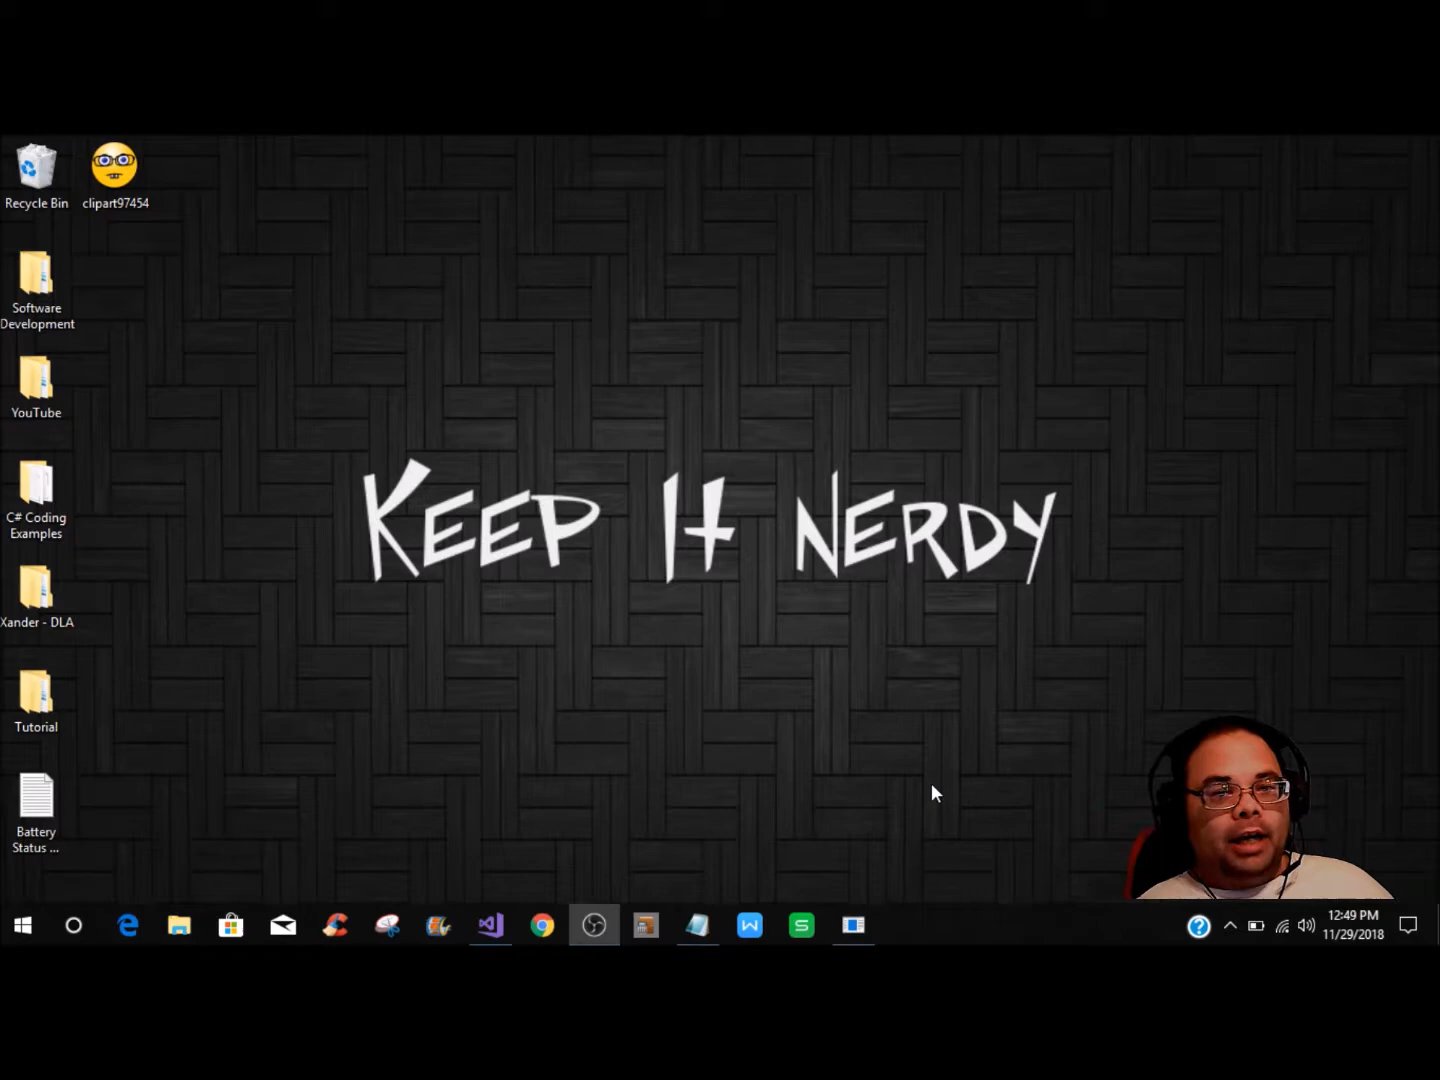 Recycle Bin
clipart97454
Software
Development
YouTube
C# Coding
Examples
Xander - DLA
Tutorial
Battery
Status ...
Keep It Nerdy
12:49 PM
11/29/2018